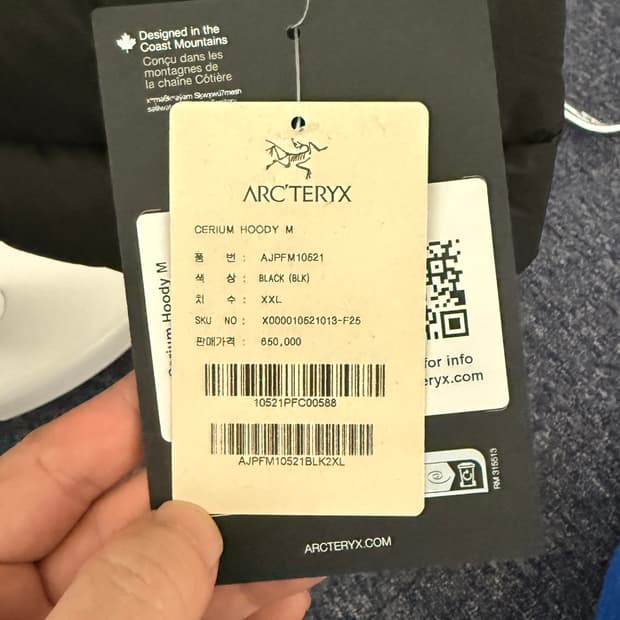 Designed in the
Coast Mountains
Conçu dans les
montagnes de
la chaîne Côtière
ARC'TERYX
CERIUM HOODY M
품 번 : AJPFM10521
색 상 : BLACK (BLK)
치 수 : XXL
SKU NO : X000010521013-F25
판매가격 : 650,000
10521PFC00588
AJPFM10521BLK2XL
Cerium Hoody M
for info
eryx.com
RM 315513
ARCTERYX.COM